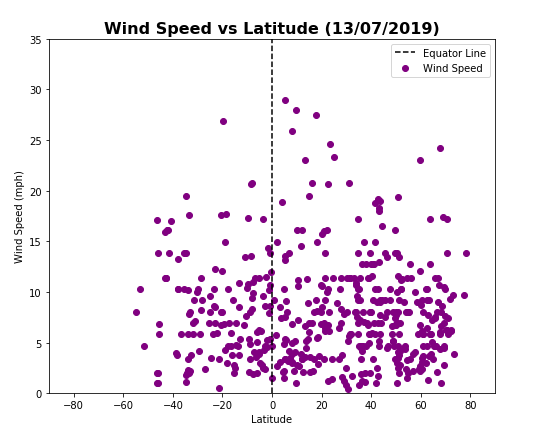 Wind Speed vs Latitude (13/07/2019)
35
30
25
20
15
10
5
0
Wind Speed (mph)
Equator Line
Wind Speed
−80 −60 −40 −20 0 20 40 60 80
Latitude